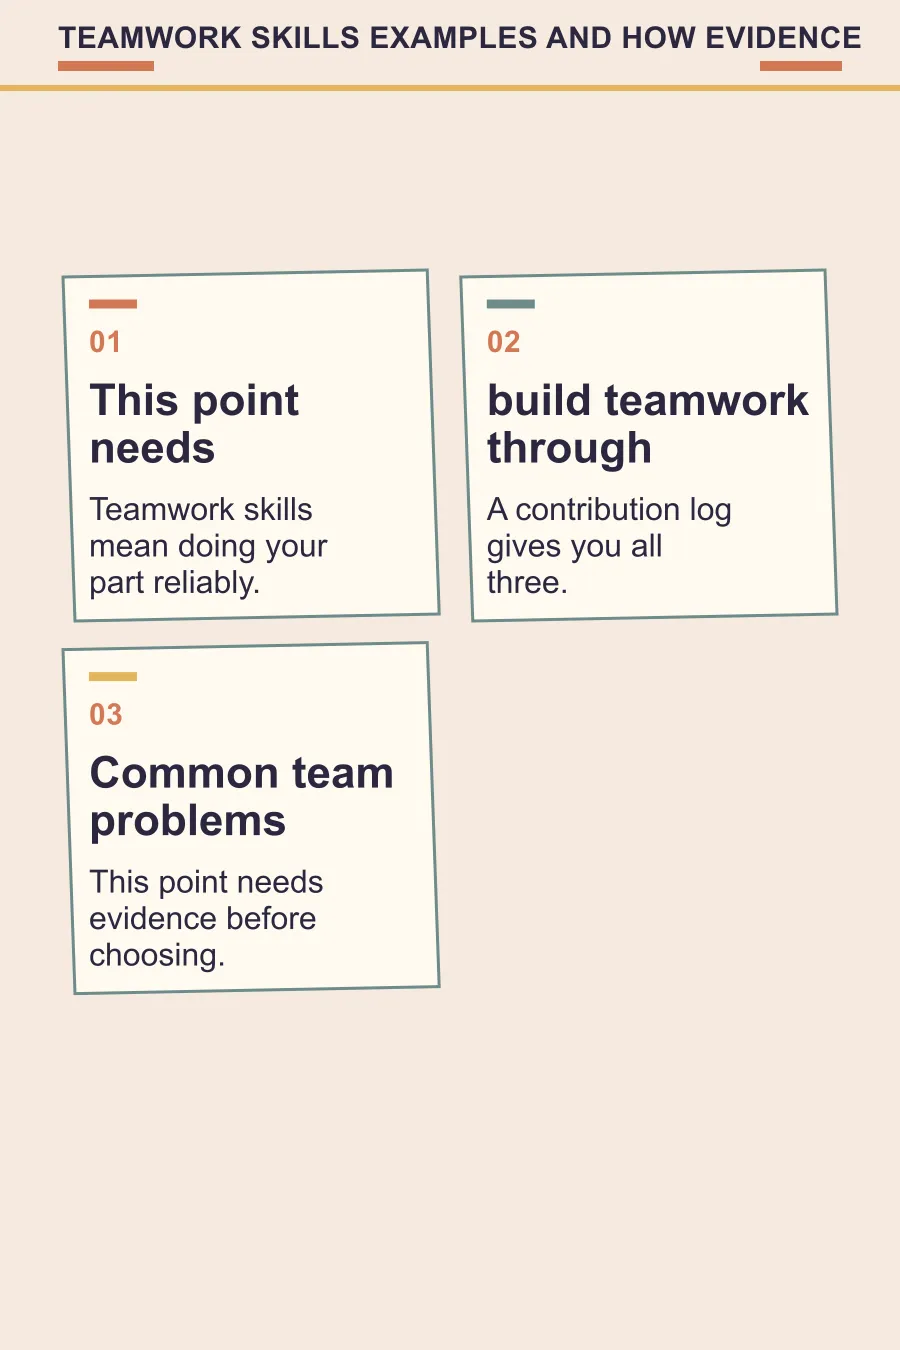 TEAMWORK SKILLS EXAMPLES AND HOW EVIDENCE
01
This point
needs
Teamwork skills
mean doing your
part reliably.
02
build teamwork
through
A contribution log
gives you all
three.
03
Common team
problems
This point needs
evidence before
choosing.